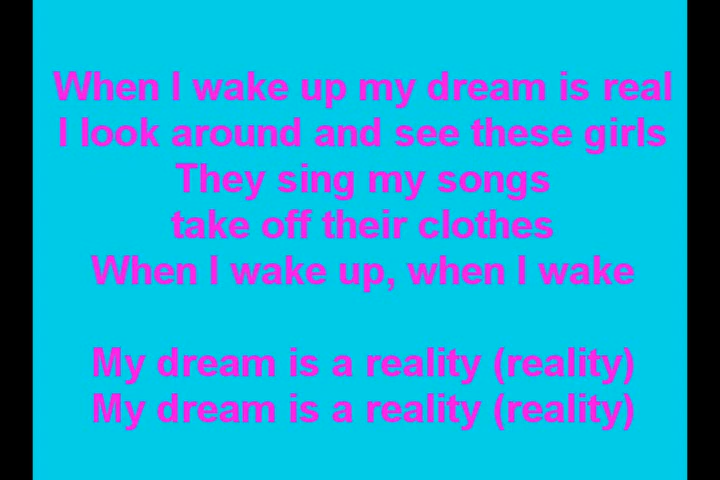 When I wake up my dream is real
I look around and see these girls
They sing my songs
take off their clothes
When I wake up, when I wake
My dream is a reality (reality)
My dream is a reality (reality)